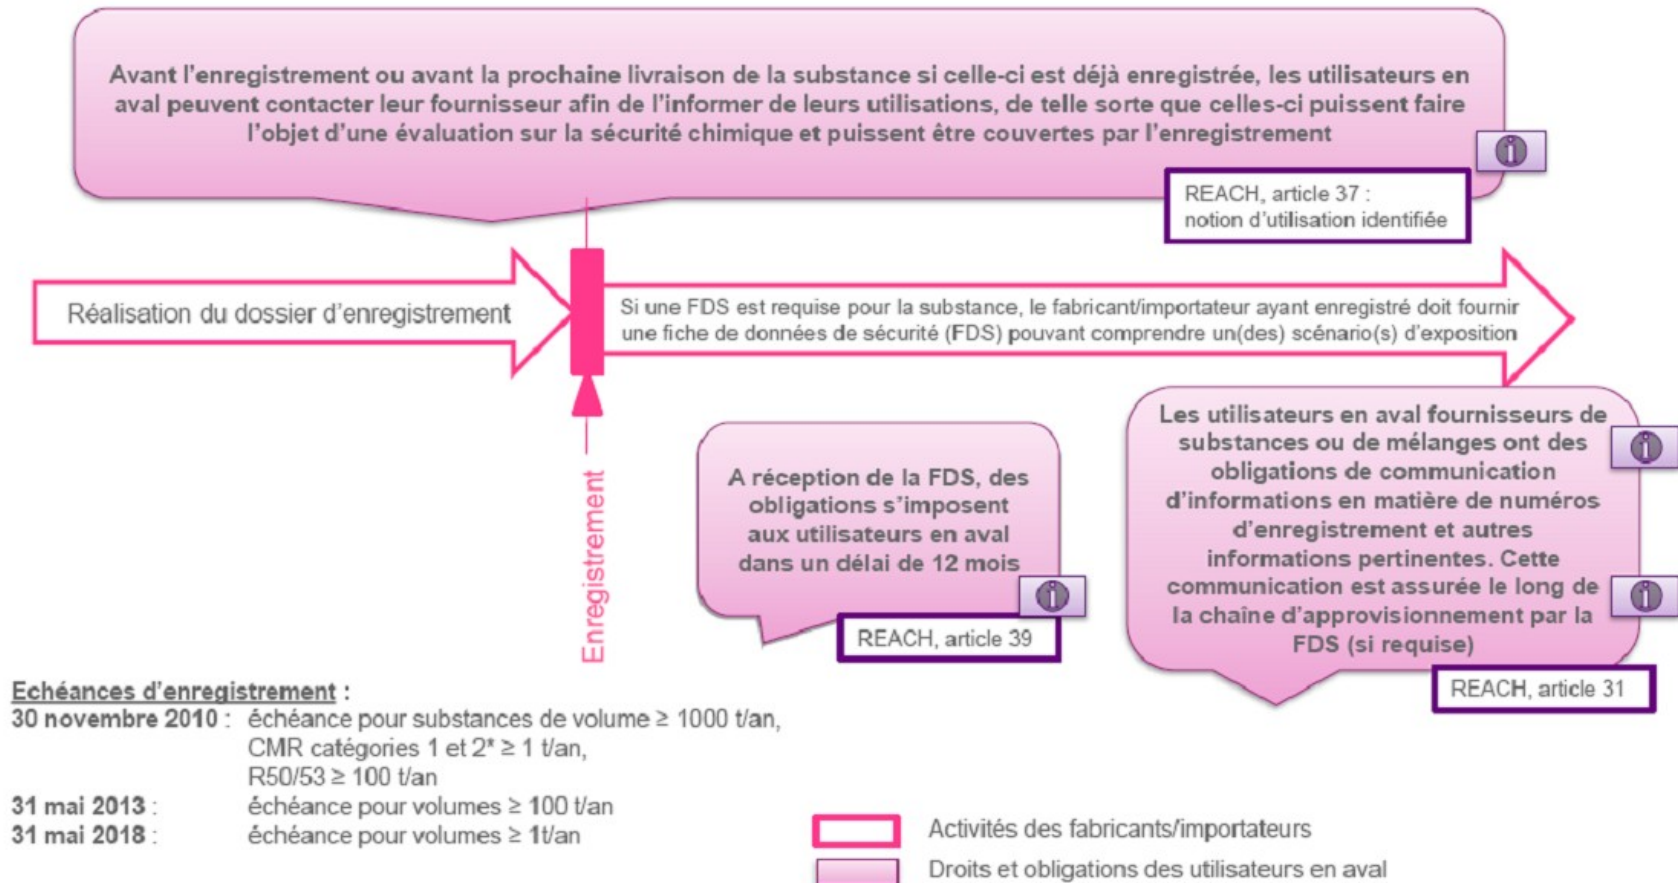 Avant l'enregistrement ou avant la prochaine livraison de la substance si celle-ci est déjà enregistrée, les utilisateurs en
aval peuvent contacter leur fournisseur afin de l'informer de leurs utilisations, de telle sorte que celles-ci puissent faire
l'objet d'une évaluation sur la sécurité chimique et puissent être couvertes par l'enregistrement
i
REACH, article 37 :
notion d'utilisation identifiée
Réalisation du dossier d'enregistrement
Si une FDS est requise pour la substance, le fabricant/importateur ayant enregistré doit fournir
une fiche de données de sécurité (FDS) pouvant comprendre un(des) scénario(s) d'exposition
Enregistrement
A réception de la FDS, des
obligations s'imposent
aux utilisateurs en aval
dans un délai de 12 mois
i
REACH, article 39
Les utilisateurs en aval fournisseurs de
substances ou de mélanges ont des
obligations de communication
d'informations en matière de numéros
d'enregistrement et autres
informations pertinentes. Cette
communication est assurée le long de
la chaîne d'approvisionnement par la
FDS (si requise)
i
i
REACH, article 31
Echéances d'enregistrement :
30 novembre 2010 : échéance pour substances de volume ≥ 1000 t/an,
CMR catégories 1 et 2* ≥ 1 t/an,
R50/53 ≥ 100 t/an
31 mai 2013 : échéance pour volumes ≥ 100 t/an
31 mai 2018 : échéance pour volumes ≥ 1t/an
Activités des fabricants/importateurs
Droits et obligations des utilisateurs en aval